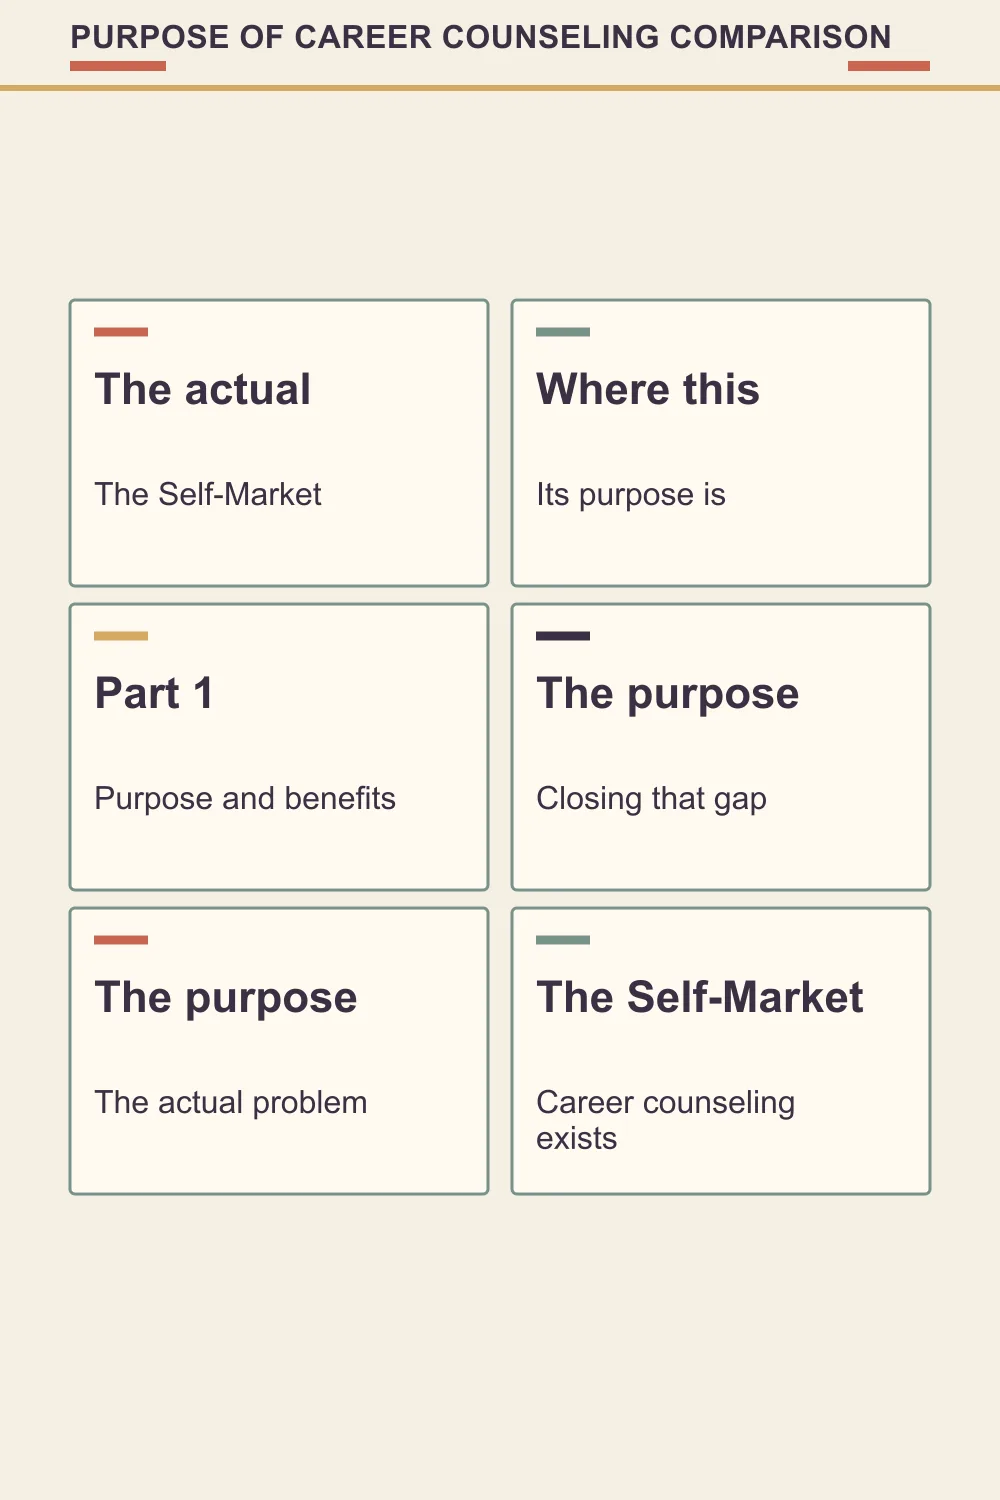 PURPOSE OF CAREER COUNSELING COMPARISON
The actual
The Self-Market
Where this
Its purpose is
Part 1
Purpose and benefits
The purpose
Closing that gap
The purpose
The actual problem
The Self-Market
Career counseling
exists